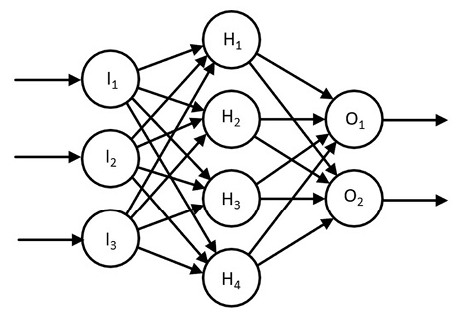 I₁
I₂
I₃
H₁
H₂
H₃
H₄
O₁
O₂